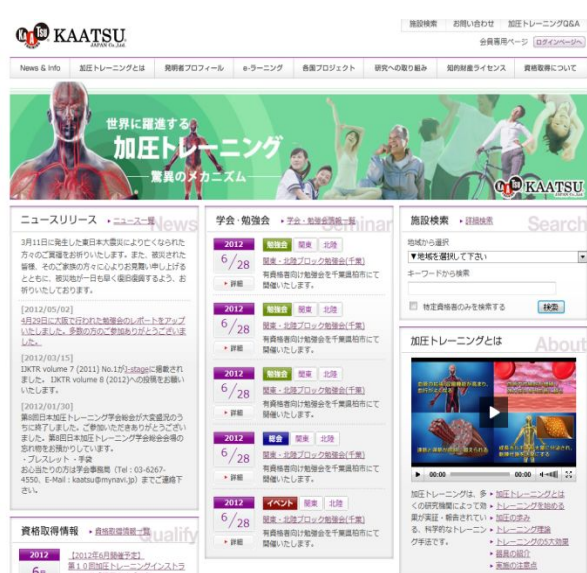 施設検索 お問い合わせ 加圧トレーニングQ&A
KAATSU
JAPAN Co.,Ltd.
会員専用ページ ログインページへ
News & Info 加圧トレーニングとは 発明者プロフィール e-ラーニング 各国プロジェクト 研究への取り組み 知的財産ライセンス 資格取得について
世界に躍進する
加圧トレーニング
驚異のメカニズム
KAATSU
ニュースリリース ニュース一覧 News
3月11日に発生した東日本大震災により亡くなられた
方々のご冥福をお祈りいたします。また、被災された
皆様、そのご家族の方々に心よりお見舞い申し上げる
とともに、被災地が一日も早く復旧復興するよう、お
祈りいたしております。
[2012/05/02]
4月29日に大阪で行われた勉強会のレポートをアップ
いたしました。多数の方のご参加ありがとうございま
した。
[2012/03/15]
IJKTR volume 7 (2011) No.1がJ-stageに掲載され
ました。 IJKTR volume 8 (2012)への投稿をお願い
いたします。
[2012/01/30]
第8回日本加圧トレーニング学会総会が大変盛況のう
ちに終了しました。ご参加いただきありがとうござい
ました。第8回日本加圧トレーニング学会総会会場の
忘れ物をお預かりしています。
・ブレスレット ・手袋
お心当たりの方は学会事務局 (Tel:03-6267-
4550、E-Mail:kaatsu@mynavi.jp) までご連絡下
さい。
資格取得情報 資格取得情報一覧 Qualify
2012 【2012年6月開催予定】
6 第10回加圧トレーニングインストラ
学会・勉強会 学会・勉強会情報一覧 Seminar
2012 勉強会 関東 北陸
6/28 関東・北陸ブロック勉強会(千葉)
有資格者向け勉強会を千葉県柏市にて
詳細 開催いたします。
2012 勉強会 関東 北陸
6/28 関東・北陸ブロック勉強会(千葉)
有資格者向け勉強会を千葉県柏市にて
詳細 開催いたします。
2012 勉強会 関東 北陸
6/28 関東・北陸ブロック勉強会(千葉)
有資格者向け勉強会を千葉県柏市にて
詳細 開催いたします。
2012 総会 関東 北陸
6/28 関東・北陸ブロック勉強会(千葉)
有資格者向け勉強会を千葉県柏市にて
詳細 開催いたします。
2012 イベント 関東 北陸
6/28 関東・北陸ブロック勉強会(千葉)
有資格者向け勉強会を千葉県柏市にて
詳細 開催いたします。
施設検索 詳細検索 Search
地域から選択
▼地域を選択して下さい
キーワードから検索
特定資格者のみを検索する 検索
加圧トレーニングとは About
00:00 00:00
加圧トレーニングは、多
くの研究機関によって効
果が実証・報告されてい
る、科学的なトレーニン
グ手法です。
加圧トレーニングとは
トレーニングを始める
加圧の歩み
トレーニング理論
トレーニングの5大効果
器具の紹介
実施の注意点